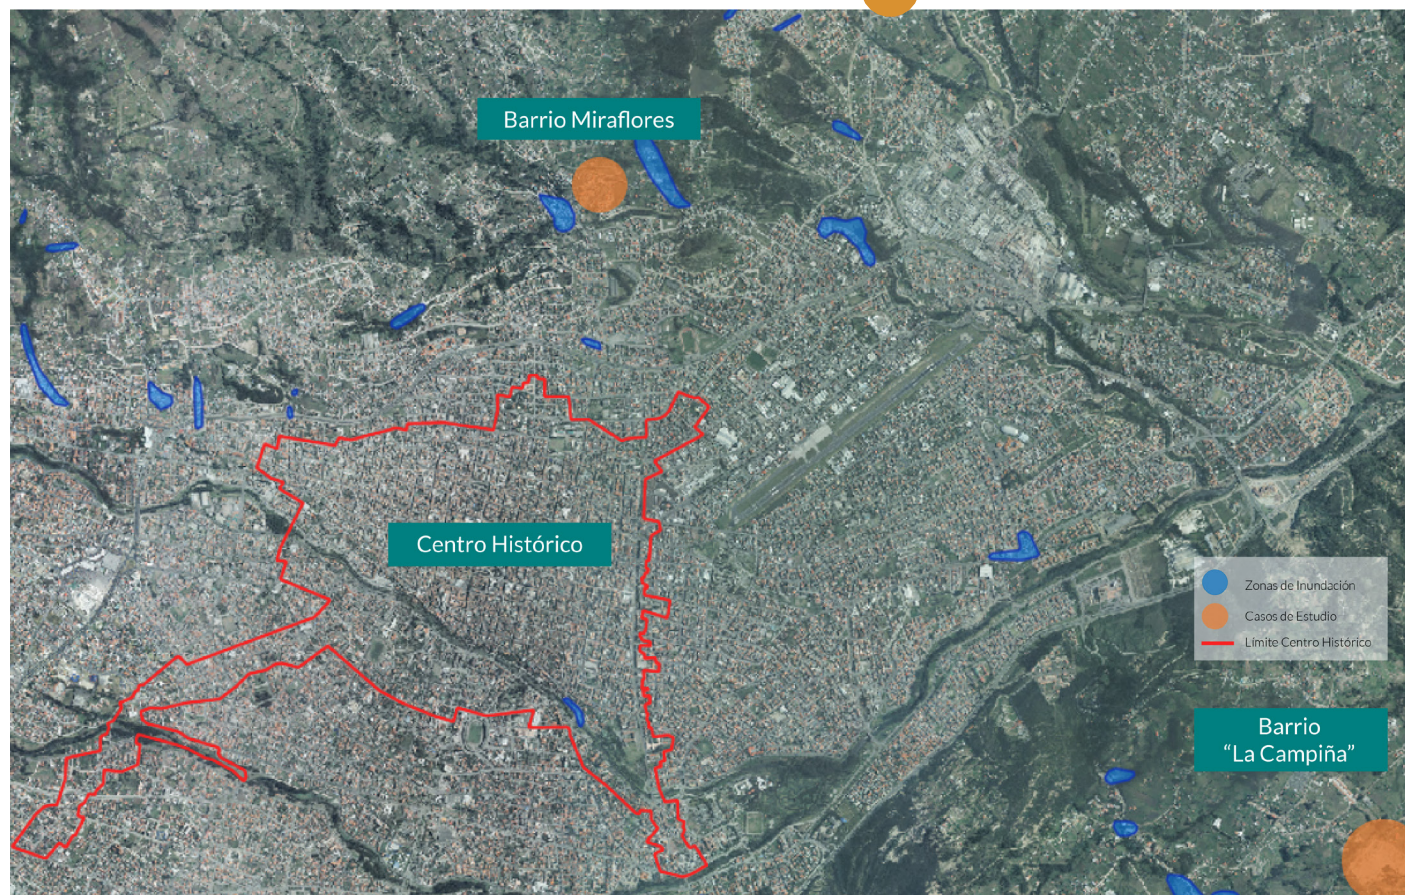 Barrio Miraflores
Centro Histórico
Zonas de Inundación
Casos de Estudio
Límite Centro Histórico
Barrio
“La Campiña”